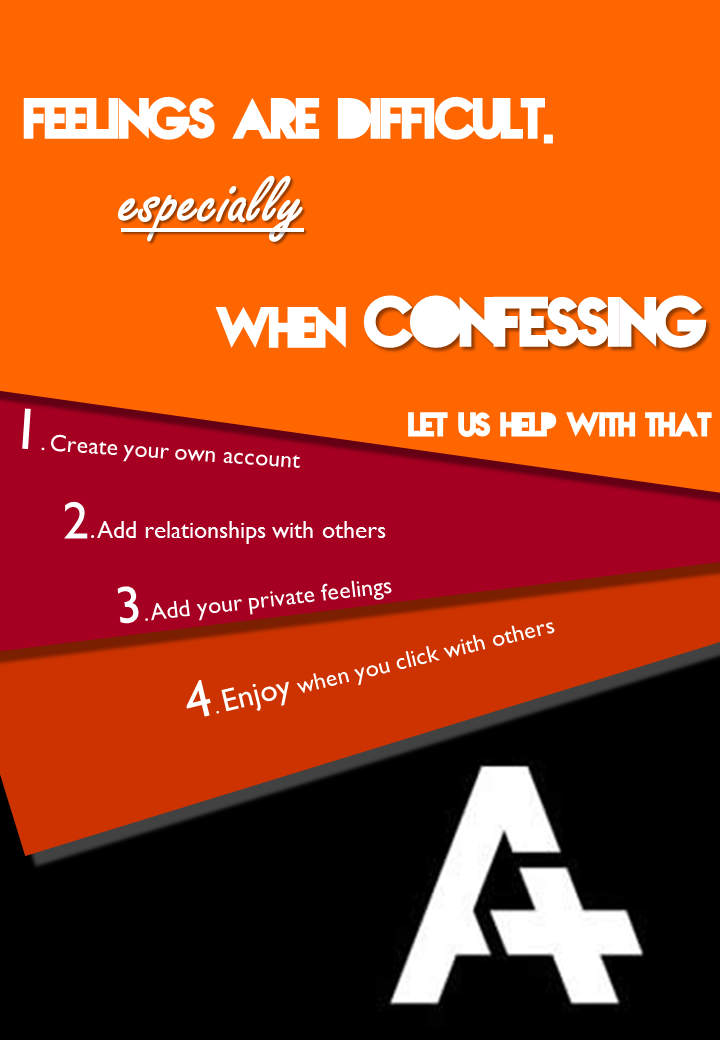 FEELINGS ARE DIFFICULT.
especially
WHEN CONFESSING
LET US HELP WITH THAT
1. Create your own account
2. Add relationships with others
3. Add your private feelings
4. Enjoy when you click with others
A+